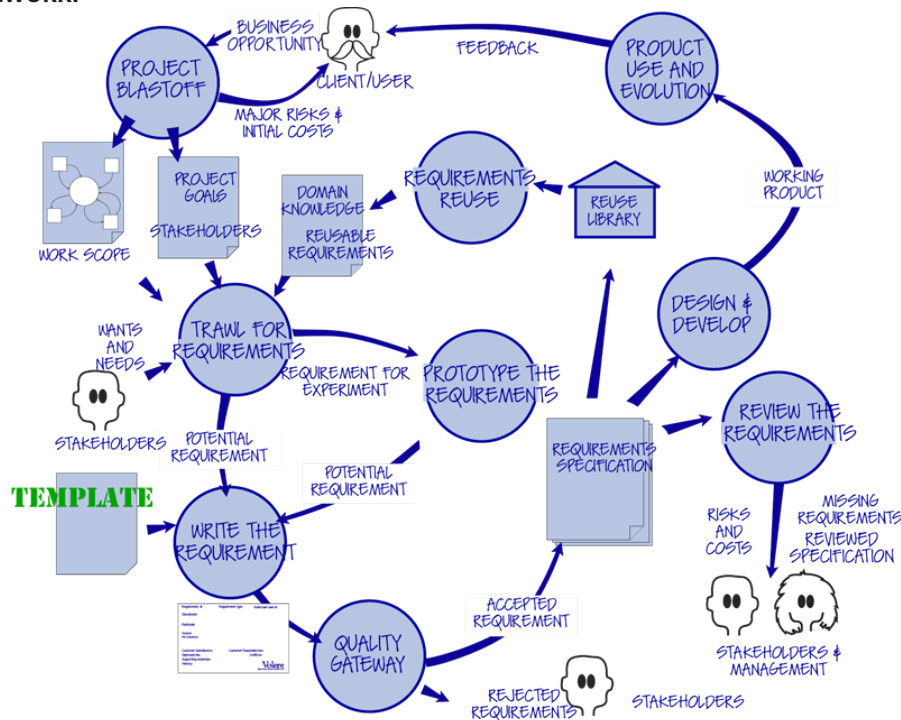 BUSINESS
OPPORTUNITY
CLIENT/USER
FEEDBACK
PRODUCT
USE AND
EVOLUTION
PROJECT
BLASTOFF
MAJOR RISKS &
INITIAL COSTS
WORKING
PRODUCT
WORK SCOPE
PROJECT
GOALS
STAKEHOLDERS
DOMAIN
KNOWLEDGE
REUSABLE
REQUIREMENTS
REQUIREMENTS
REUSE
REUSE
LIBRARY
DESIGN &
DEVELOP
TRAWL FOR
REQUIREMENTS
WANTS
AND
NEEDS
STAKEHOLDERS
REQUIREMENT FOR
EXPERIMENT
PROTOTYPE THE
REQUIREMENTS
POTENTIAL
REQUIREMENT
POTENTIAL
REQUIREMENT
REQUIREMENTS
SPECIFICATION
REVIEW THE
REQUIREMENTS
TEMPLATE
WRITE THE
REQUIREMENT
RISKS
AND
COSTS
MISSING
REQUIREMENTS
REVIEWED
SPECIFICATION
STAKEHOLDERS &
MANAGEMENT
Volere
QUALITY
GATEWAY
ACCEPTED
REQUIREMENT
REJECTED
REQUIREMENTS
STAKEHOLDERS